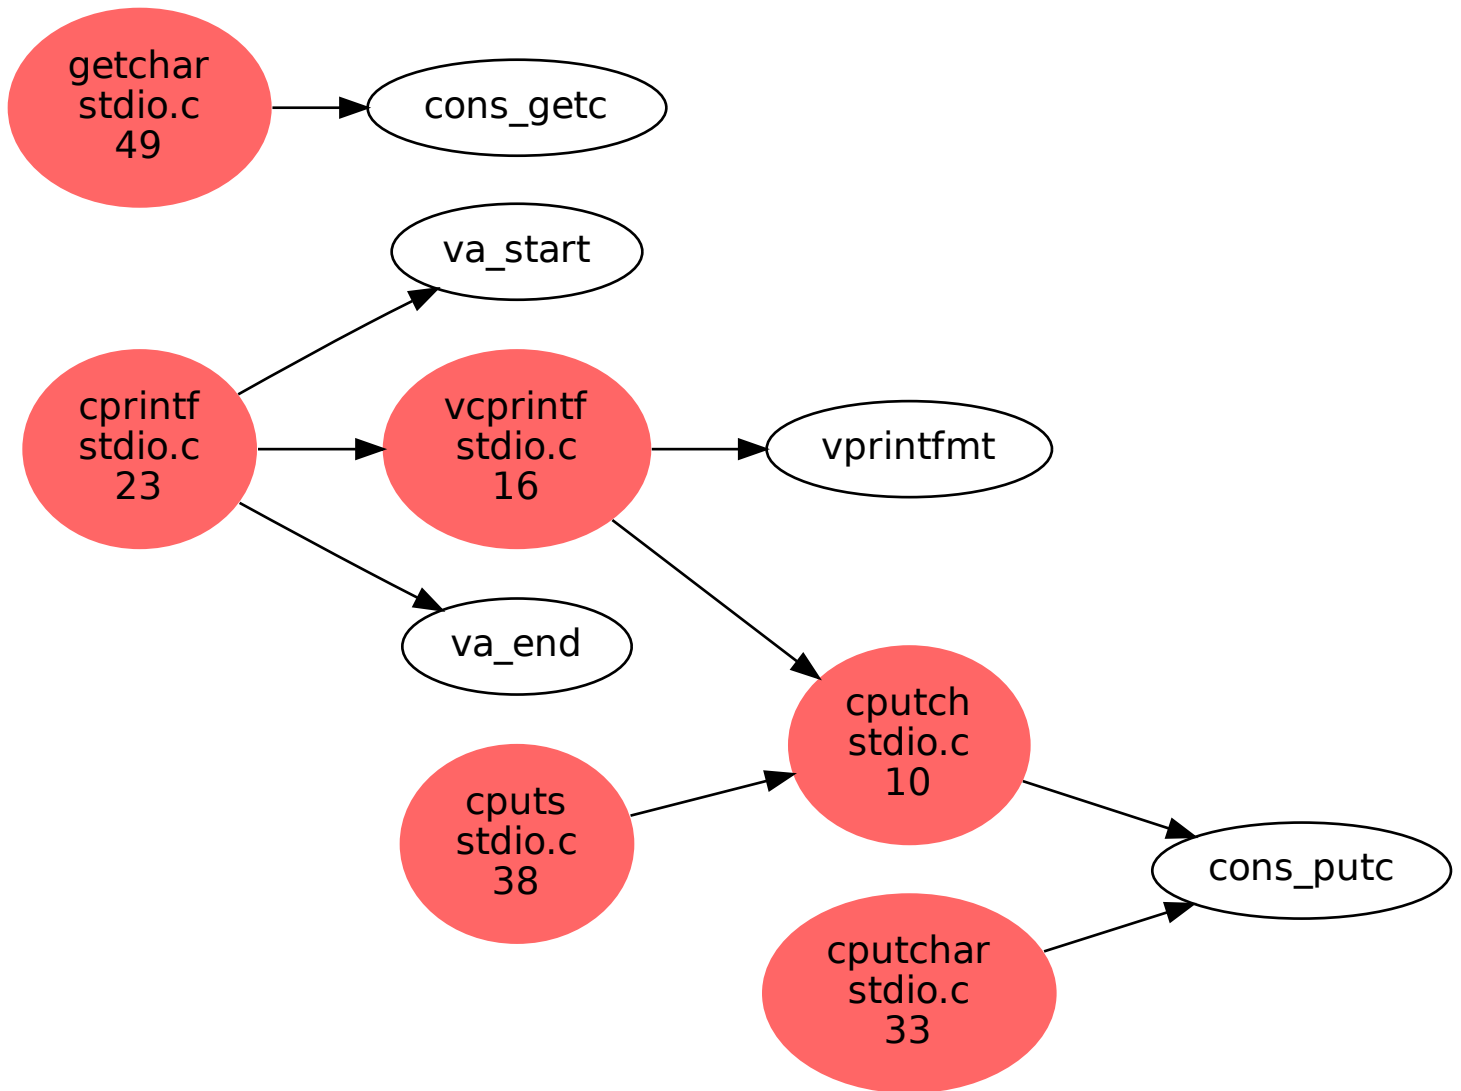 getchar
stdio.c
49
cons_getc
va_start
cprintf
stdio.c
23
vcprintf
stdio.c
16
vprintfmt
va_end
cputch
stdio.c
10
cputs
stdio.c
38
cons_putc
cputchar
stdio.c
33